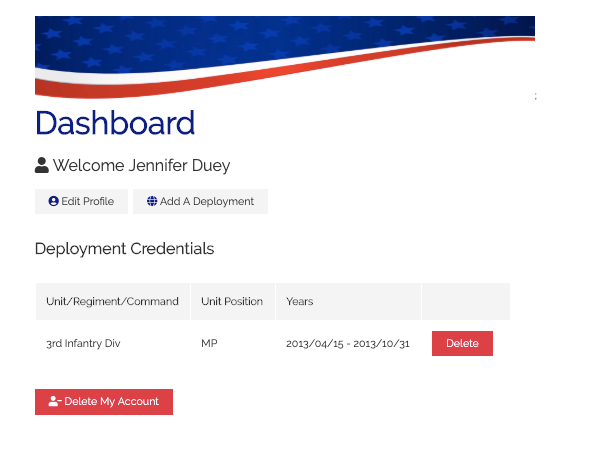 Dashboard
Welcome Jennifer Duey
Edit Profile Add A Deployment
Deployment Credentials
Unit/Regiment/Command Unit Position Years
3rd Infantry Div MP 2013/04/15 - 2013/10/31 Delete
Delete My Account